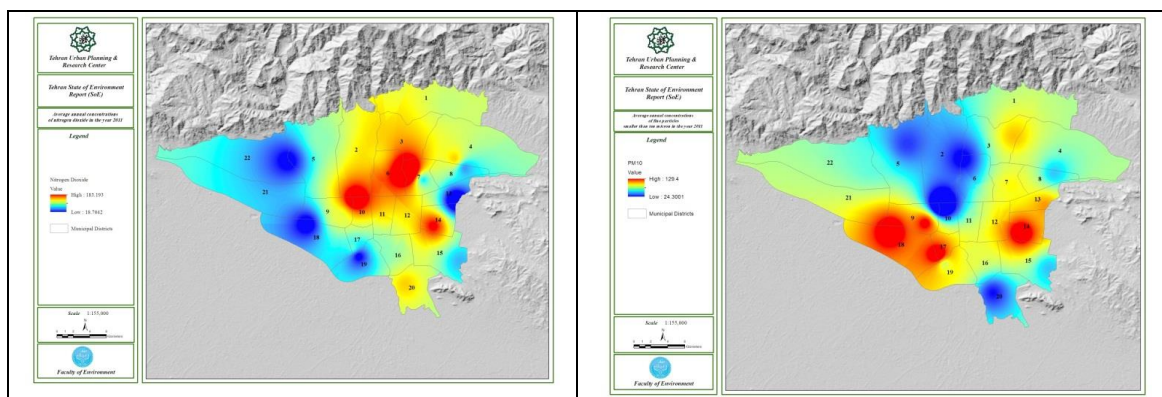 Tehran Urban Planning &
Research Center
Tehran State of Environment
Report (SoE)
Average annual concentrations
of nitrogen dioxide in the year 2011
Legend
Nitrogen Dioxide
Value
High : 183.193
Low : 16.7842
Municipal Districts
Scale 1:155,000
N
Faculty of Environment
1
2
3
4
5
6
7
8
9
10
11
12
14
15
16
17
18
19
20
21
22
Tehran Urban Planning &
Research Center
Tehran State of Environment
Report (SoE)
Average annual concentrations
of fine particles
smaller than ten micron in the year 2011
Legend
PM10
Value
High : 129.4
Low : 24.3001
Municipal Districts
Scale 1:155,000
N
Faculty of Environment
1
2
3
4
5
6
7
8
9
10
11
12
13
14
15
16
17
18
19
20
21
22